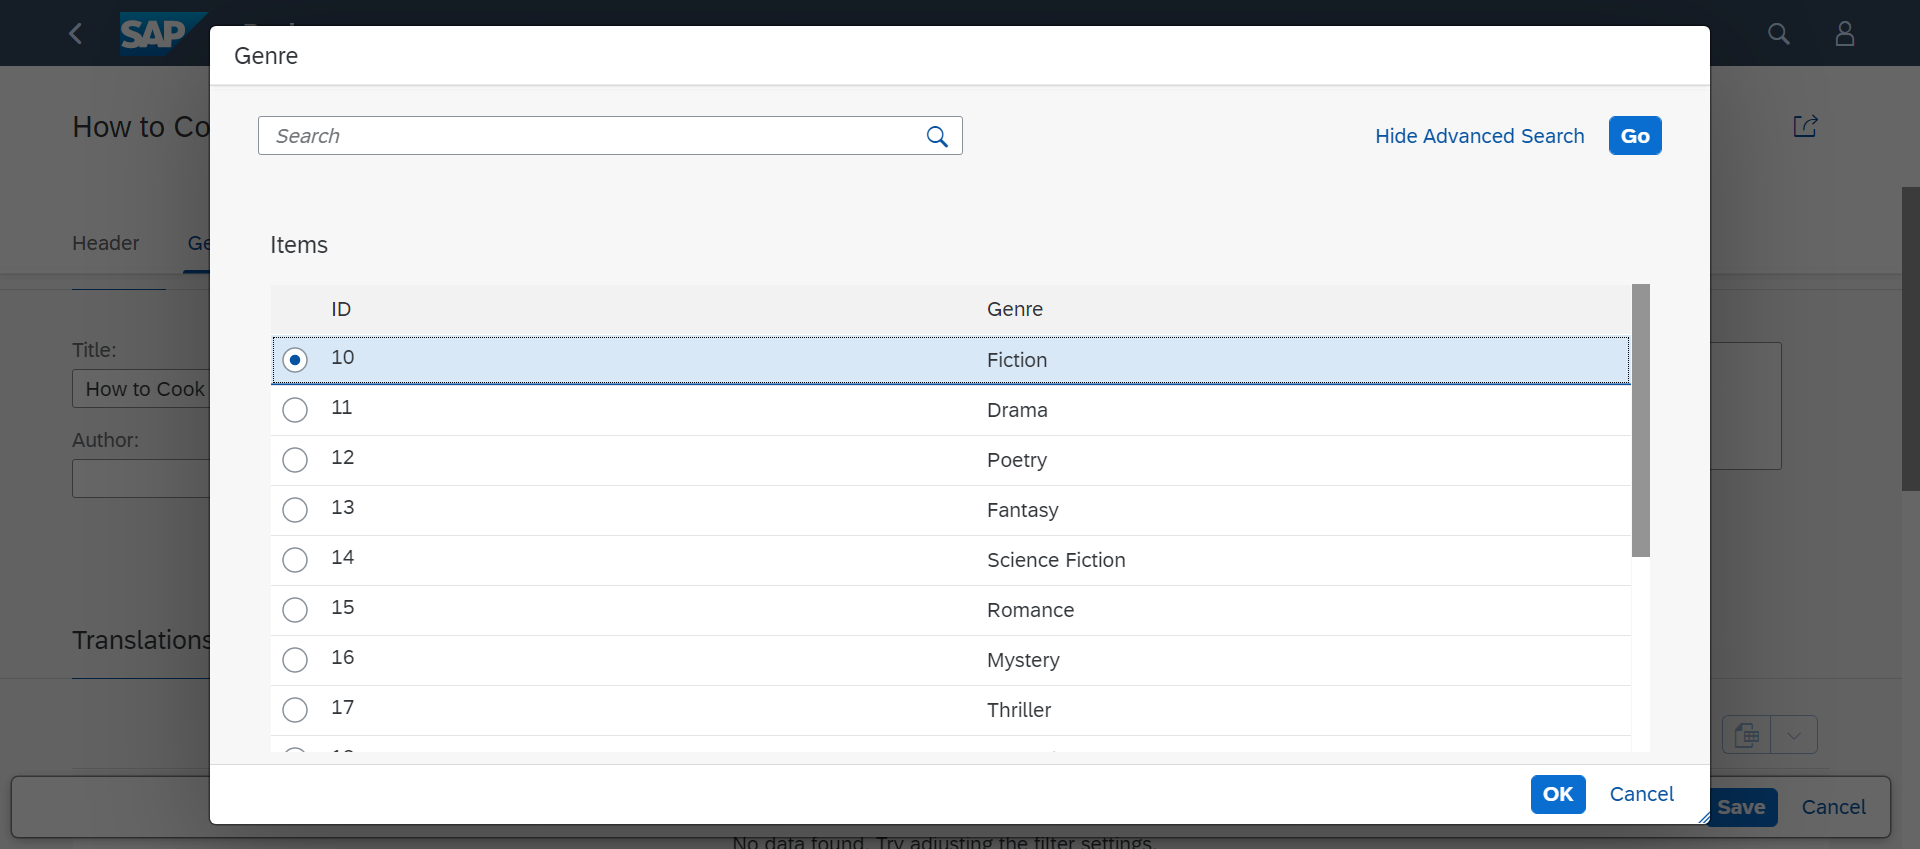 SAP
Genre
How to Co
Search
Hide Advanced Search
Go
Header
Ge
Items
ID
Genre
10
Fiction
11
Drama
12
Poetry
13
Fantasy
14
Science Fiction
15
Romance
16
Mystery
17
Thriller
Title:
How to Cook
Author:
Translations
OK
Cancel
Save
Cancel
No data found. Try adjusting the filter settings.